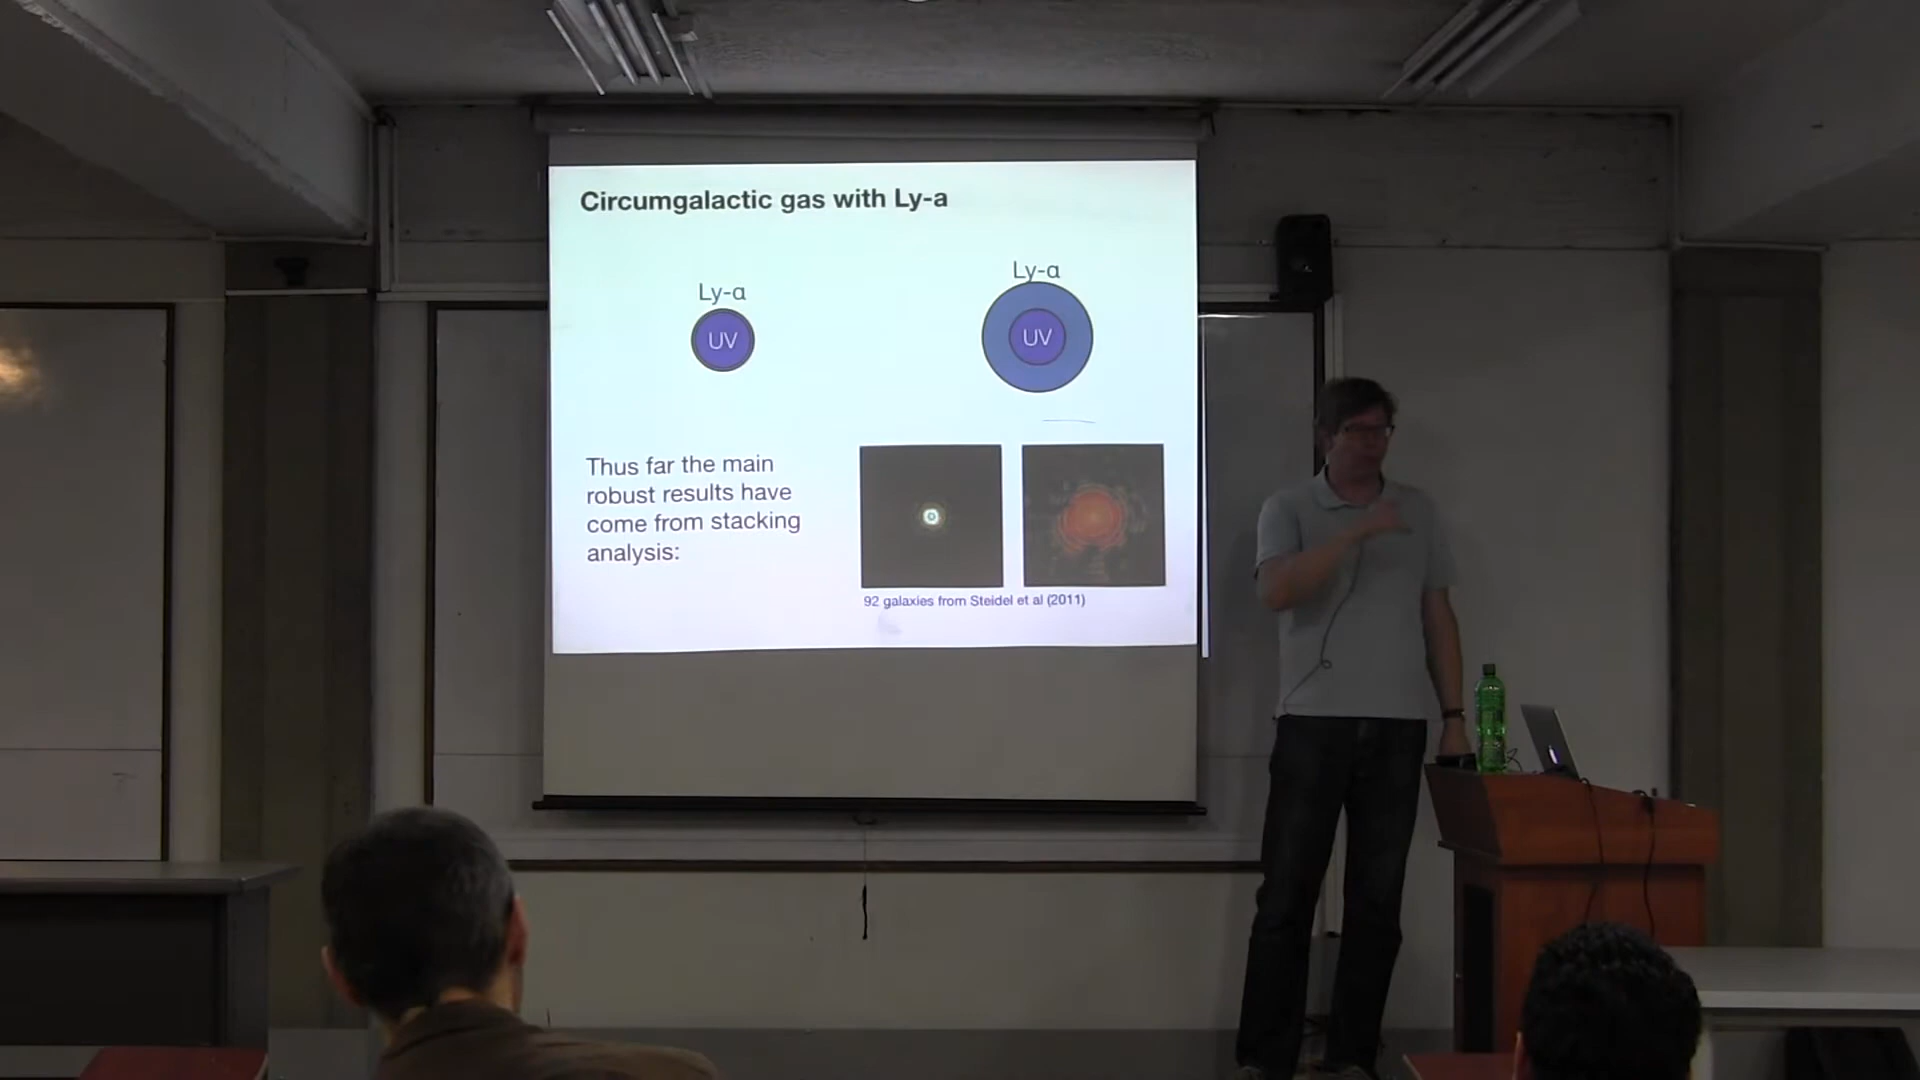 Circumgalactic gas with Ly-a
Ly-α
UV
Ly-α
UV
Thus far the main
robust results have
come from stacking
analysis:
92 galaxies from Steidel et al (2011)